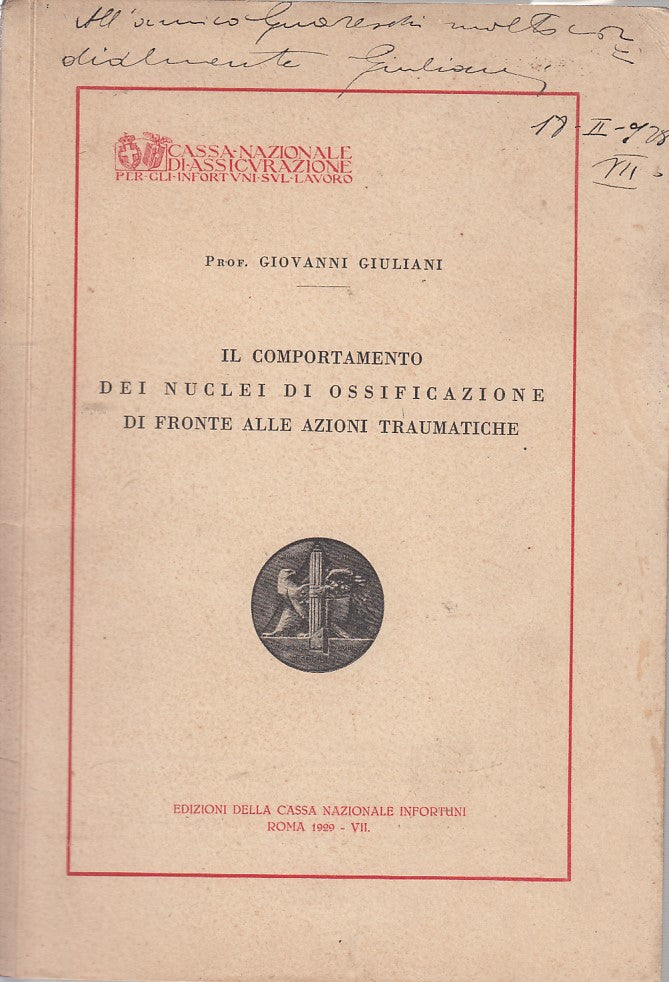 All'amico Guareschi molto cor
dialmente Giuliani
18-II-928
VII
CASSA·NAZIONALE
DI·ASSICVRAZIONE
PER·GLI·INFORTVNI·SVL·LAVORO
PROF. GIOVANNI GIULIANI
IL COMPORTAMENTO
DEI NUCLEI DI OSSIFICAZIONE
DI FRONTE ALLE AZIONI TRAUMATICHE
EDIZIONI DELLA CASSA NAZIONALE INFORTUNI
ROMA 1929 - VII.